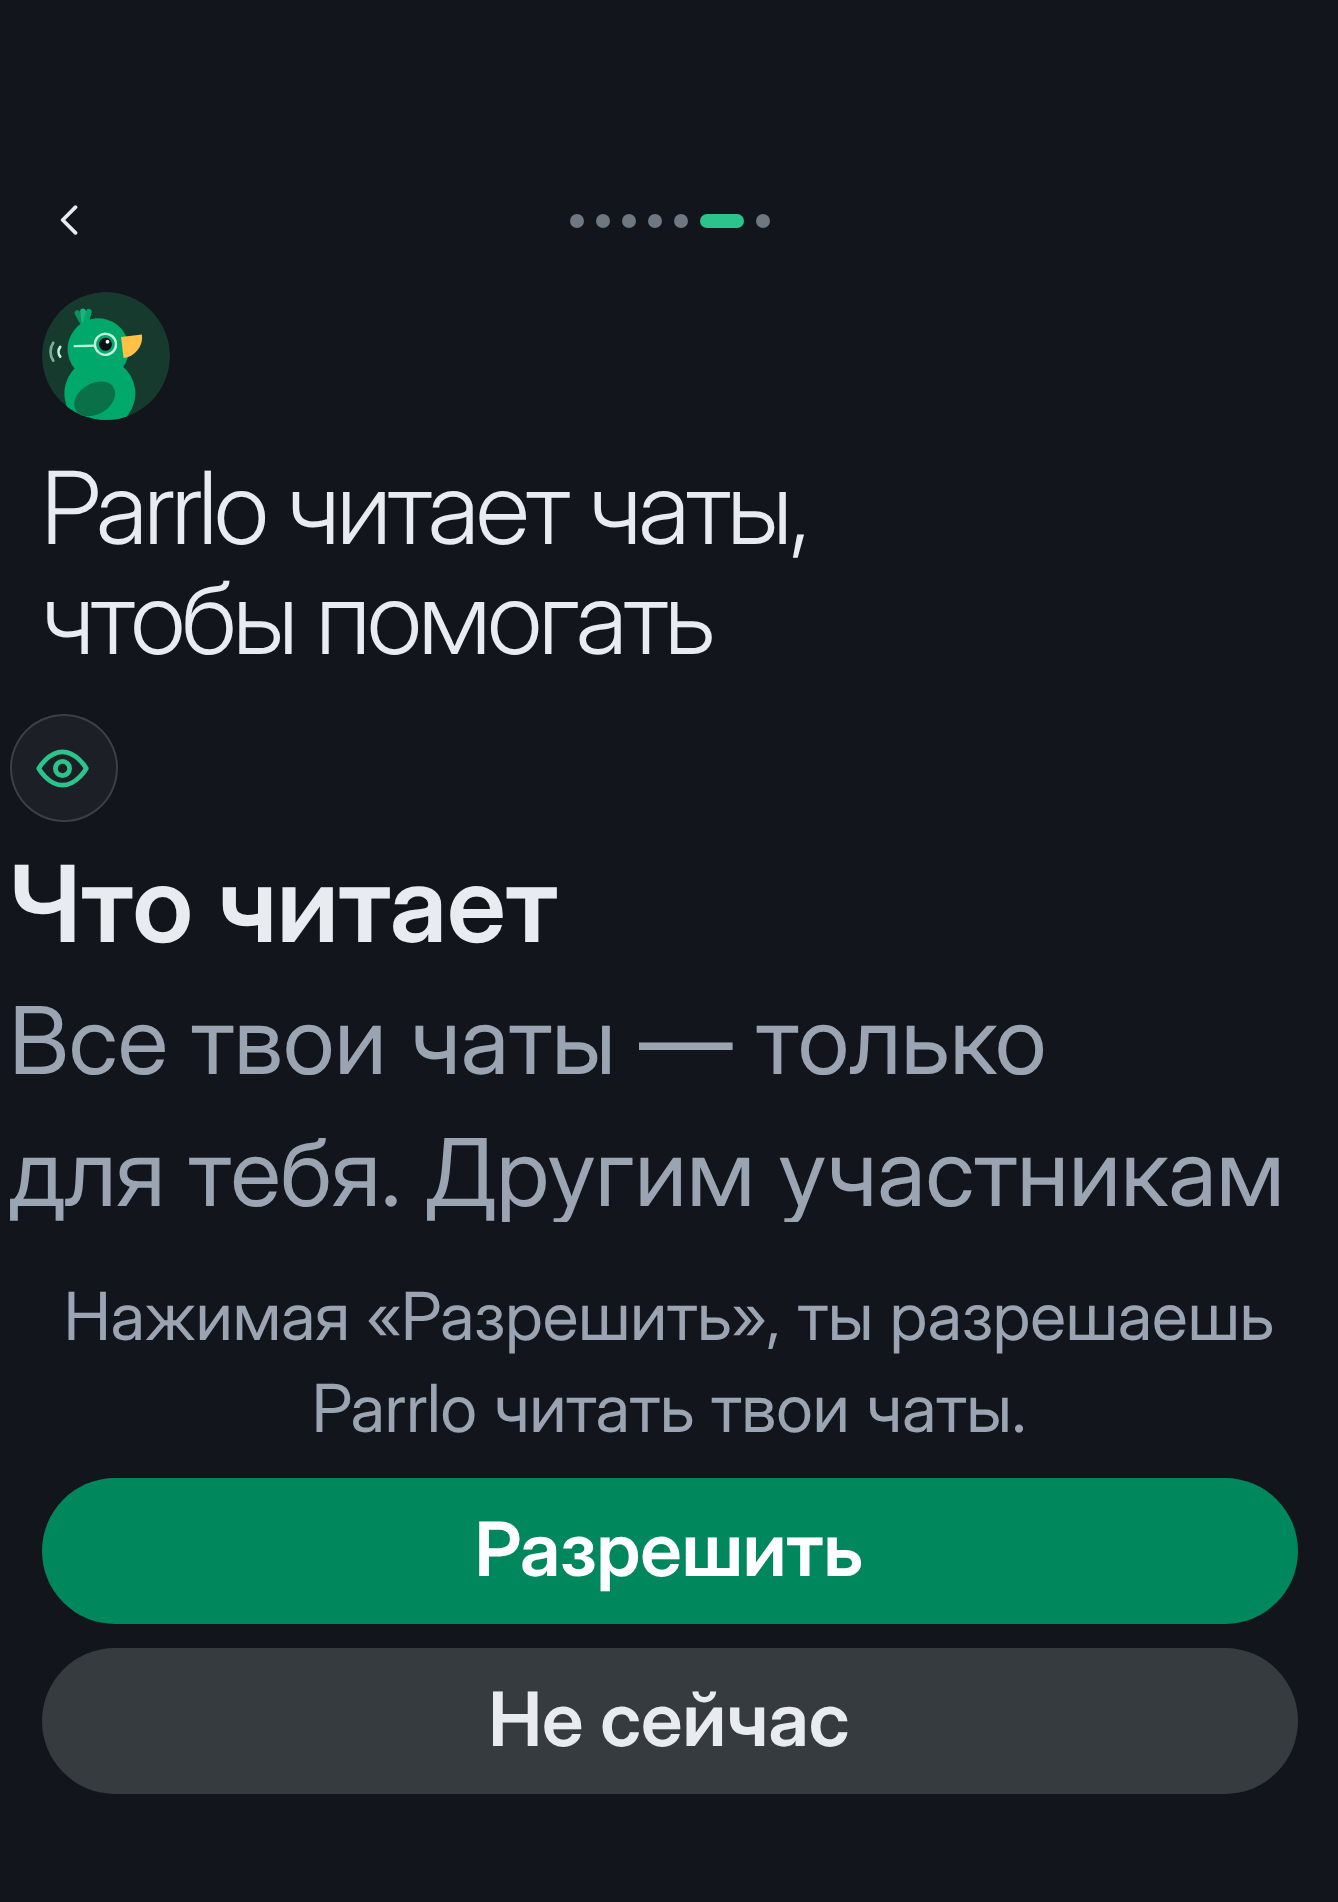 Parrlo читает чаты,
чтобы помогать
Что читает
Все твои чаты — только
для тебя. Другим участникам
Нажимая «Разрешить», ты разрешаешь
Parrlo читать твои чаты.
Разрешить
Не сейчас